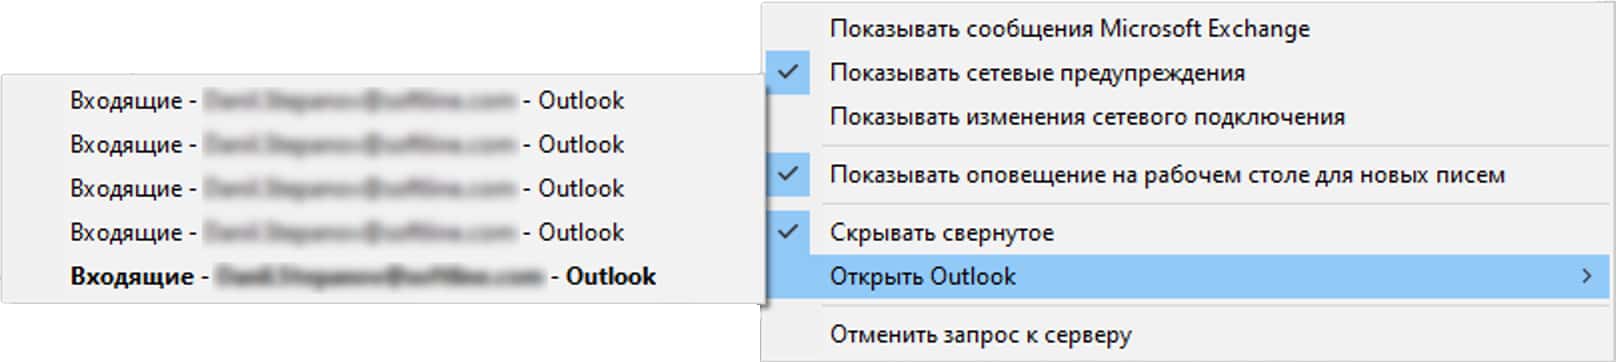 Показывать сообщения Microsoft Exchange
Показывать сетевые предупреждения
Показывать изменения сетевого подключения
Показывать оповещение на рабочем столе для новых писем
Скрывать свернутое
Открыть Outlook
Отменить запрос к серверу
Входящие - - Outlook
Входящие - - Outlook
Входящие - - Outlook
Входящие - - Outlook
Входящие - - Outlook